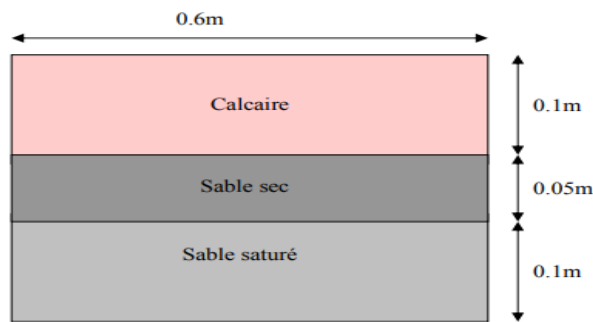 0.6m
Calcaire
0.1m
Sable sec
0.05m
Sable saturé
0.1m